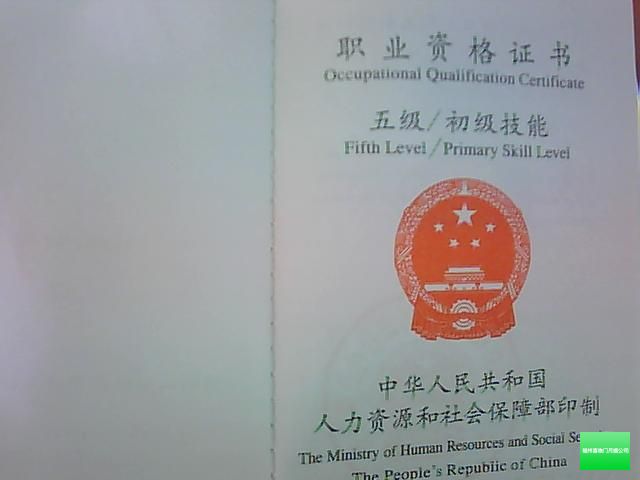 职业资格证书
Occupational Qualification Certificate
五级/初级技能
Fifth Level/Primary Skill Level
中华人民共和国
人力资源和社会保障部印制
The Ministry of Human Resources and Social
The People's Republic of China